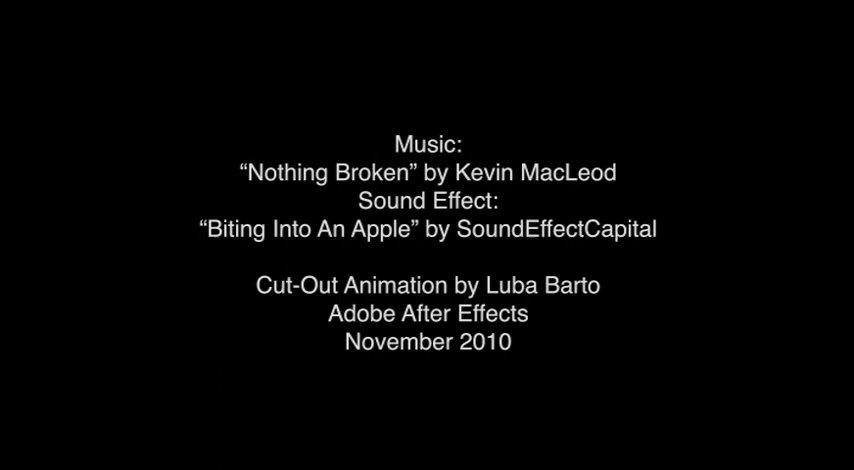 Music:
“Nothing Broken” by Kevin MacLeod
Sound Effect:
“Biting Into An Apple” by SoundEffectCapital
Cut-Out Animation by Luba Barto
Adobe After Effects
November 2010